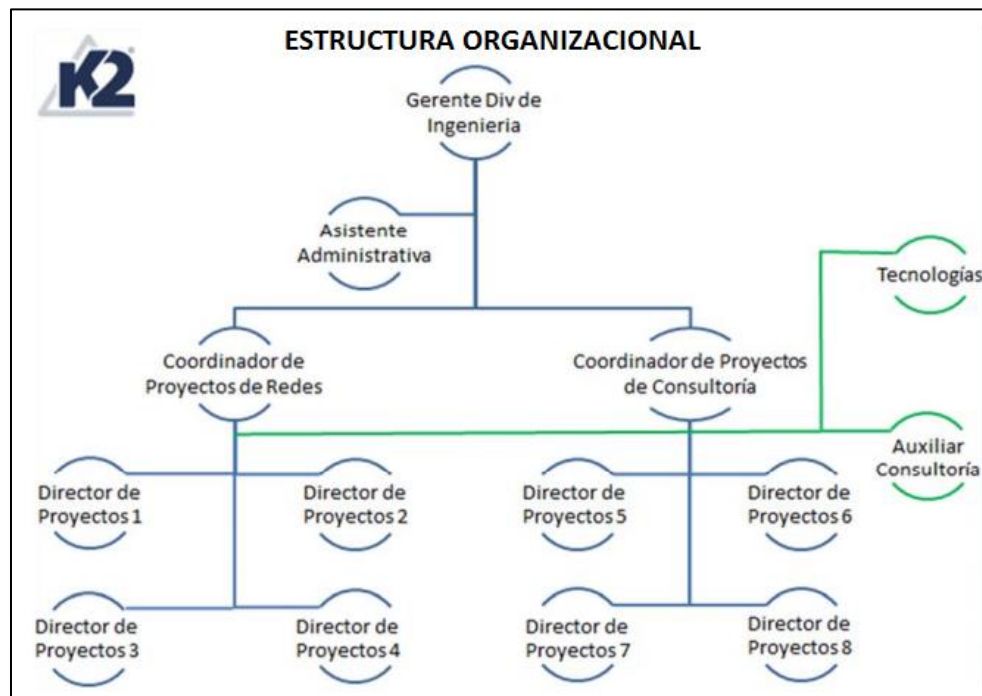 K2
ESTRUCTURA ORGANIZACIONAL
Gerente Div de
Ingenieria
Asistente
Administrativa
Tecnologías
Coordinador de
Proyectos de Redes
Coordinador de Proyectos
de Consultoría
Auxiliar
Consultoría
Director de
Proyectos 1
Director de
Proyectos 2
Director de
Proyectos 5
Director de
Proyectos 6
Director de
Proyectos 3
Director de
Proyectos 4
Director de
Proyectos 7
Director de
Proyectos 8